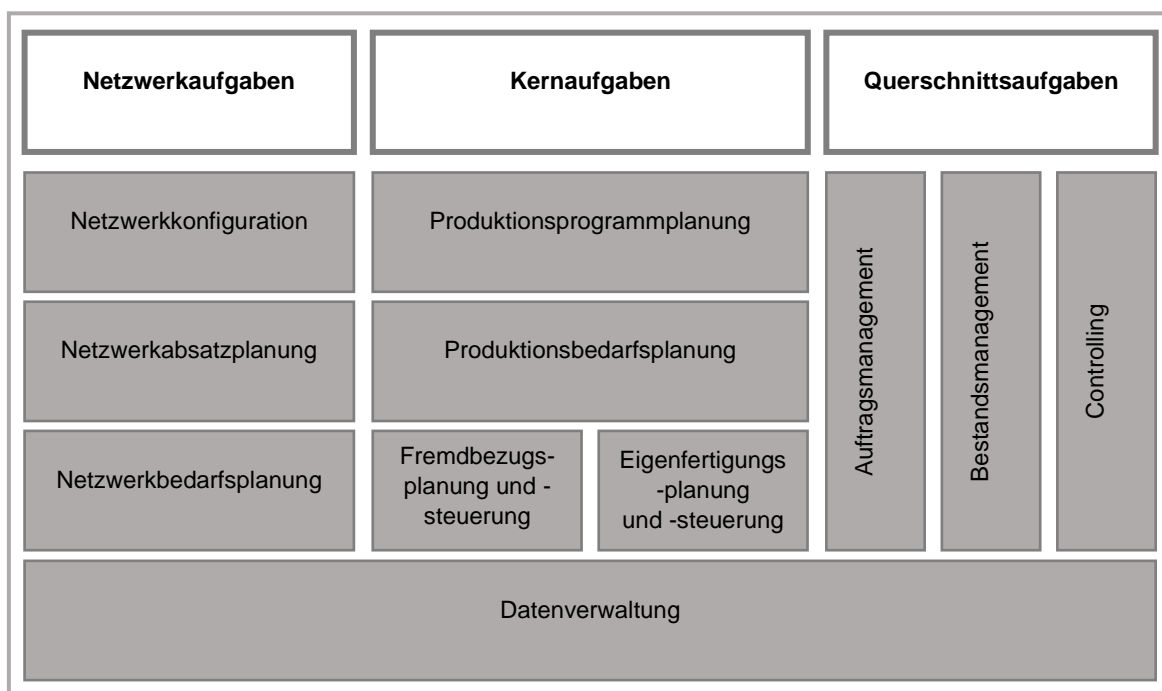 Netzwerkaufgaben
Kernaufgaben
Querschnittsaufgaben
Netzwerkkonfiguration
Produktionsprogrammplanung
Netzwerkabsatzplanung
Produktionsbedarfsplanung
Netzwerkbedarfsplanung
Fremdbezugs-
planung und -
steuerung
Eigenfertigungs
-planung
und -steuerung
Auftragsmanagement
Bestandsmanagement
Controlling
Datenverwaltung